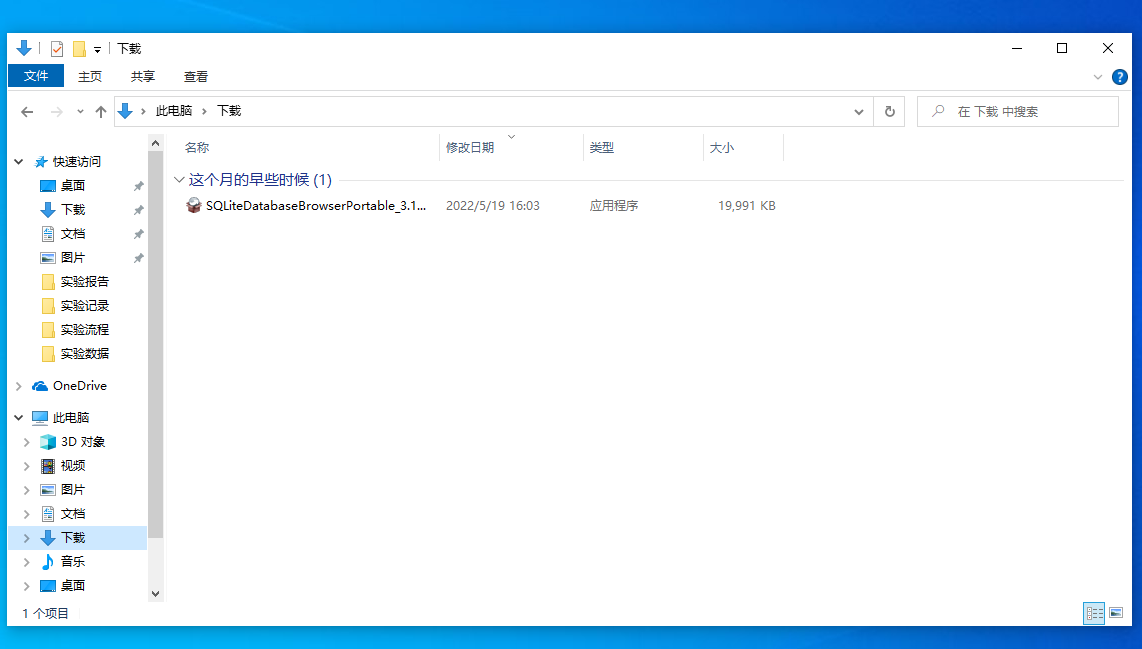 下载
文件 主页 共享 查看
此电脑 下载
在 下载 中搜索
名称 修改日期 类型 大小
这个月的早些时候 (1)
SQLiteDatabaseBrowserPortable_3.1... 2022/5/19 16:03 应用程序 19,991 KB
快速访问
桌面
下载
文档
图片
实验报告
实验记录
实验流程
实验数据
OneDrive
此电脑
3D 对象
视频
图片
文档
下载
音乐
桌面
1 个项目